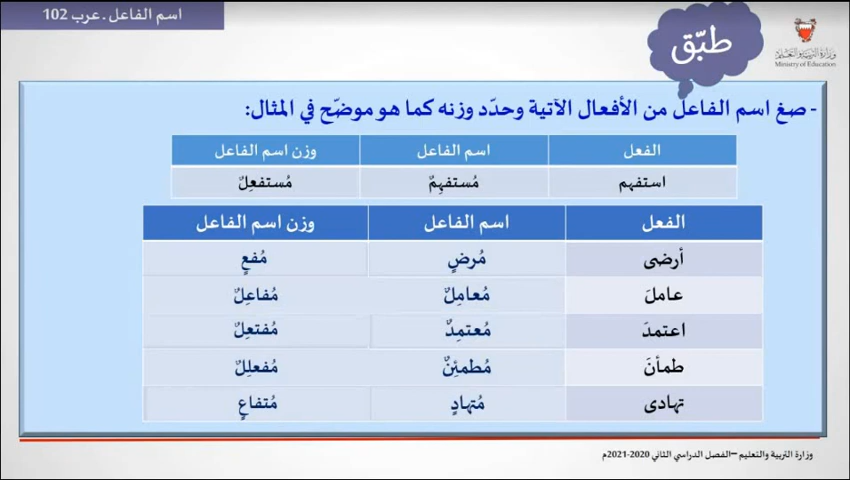 اسم الفاعل ـ عرب 102
طبّق
وزارة التربية والتعليم
Ministry of Education
- صغ اسم الفاعل من الأفعال الآتية وحدّد وزنه كما هو موضّح في المثال:
الفعل اسم الفاعل وزن اسم الفاعل
استفهم مُستفهِمٌ مُستفعِلٌ
الفعل اسم الفاعل وزن اسم الفاعل
أرضى مُرضٍ مُفعٍ
عاملَ مُعامِلٌ مُفاعِلٌ
اعتمدَ مُعتمِدٌ مُفتعِلٌ
طمأنَ مُطمئِنٌ مُفعلِلٌ
تهادى مُتهادٍ مُتفاعٍ
وزارة التربية والتعليم –الفصل الدراسي الثاني 2020-2021م